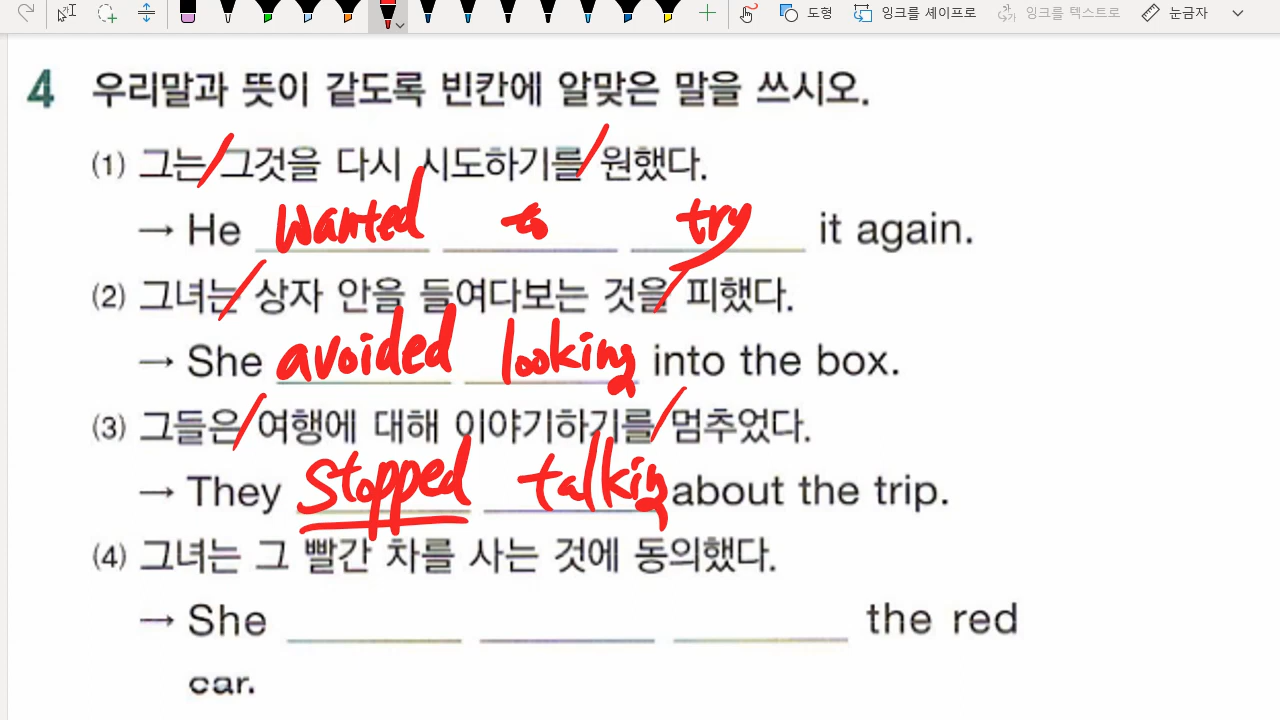 도형 잉크를 셰이프로 잉크를 텍스트로 눈금자
4 우리말과 뜻이 같도록 빈칸에 알맞은 말을 쓰시오.
(1) 그는 그것을 다시 시도하기를 원했다.
→ He wanted to try it again.
(2) 그녀는 상자 안을 들여다보는 것을 피했다.
→ She avoided looking into the box.
(3) 그들은 여행에 대해 이야기하기를 멈추었다.
→ They stopped talking about the trip.
(4) 그녀는 그 빨간 차를 사는 것에 동의했다.
→ She the red
car.